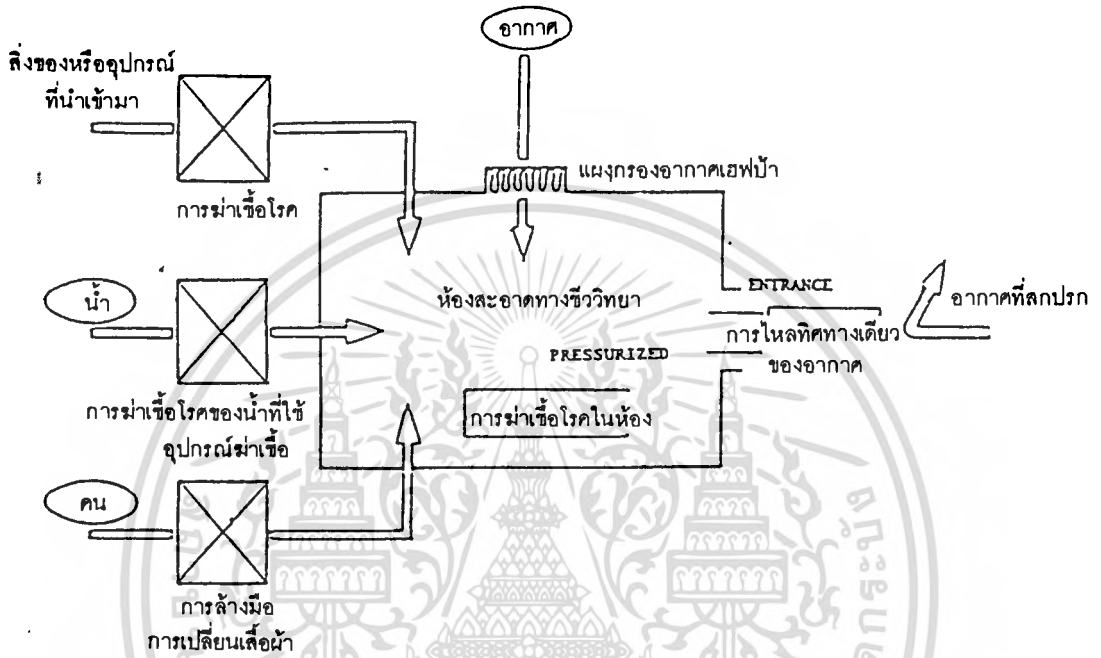 อากาศ
สิ่งของหรืออุปกรณ์
ที่นำเข้ามา
แผงกรองอากาศเฮฟป้า
การฆ่าเชื้อโรค
น้ำ
ห้องสะอาดทางชีววิทยา
ENTRANCE
อากาศที่สกปรก
การไหลทิศทางเดียว
ของอากาศ
PRESSURIZED
การฆ่าเชื้อโรคของน้ำที่ใช้
อุปกรณ์ฆ่าเชื้อ
การฆ่าเชื้อโรคในห้อง
คน
การล้างมือ
การเปลี่ยนเสื้อผ้า